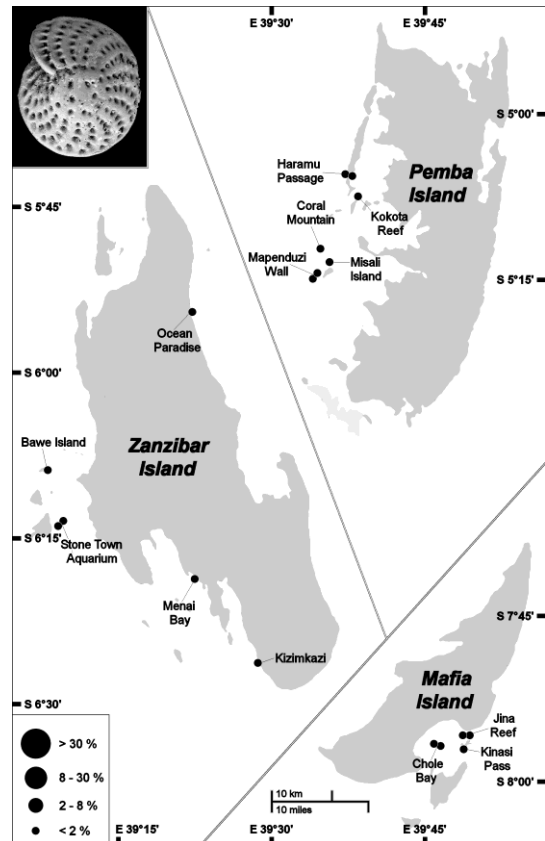 E 39°30'
E 39°45'
S 5°00'
Haramu
Passage
Pemba
Island
Coral
Mountain
Kokota
Reef
S 5°45'
Mapenduzi
Wall
Misali
Island
S 5°15'
Ocean
Paradise
S 6°00'
Bawe Island
Zanzibar
Island
S 6°15'
Stone Town
Aquarium
Menai
Bay
S 7°45'
Kizimkazi
Mafia
Island
S 6°30'
Jina
Reef
Chole
Bay
Kinasi
Pass
> 30 %
8 - 30 %
2 - 8 %
< 2 %
S 8°00'
10 km
10 miles
E 39°15'
E 39°30'
E 39°45'